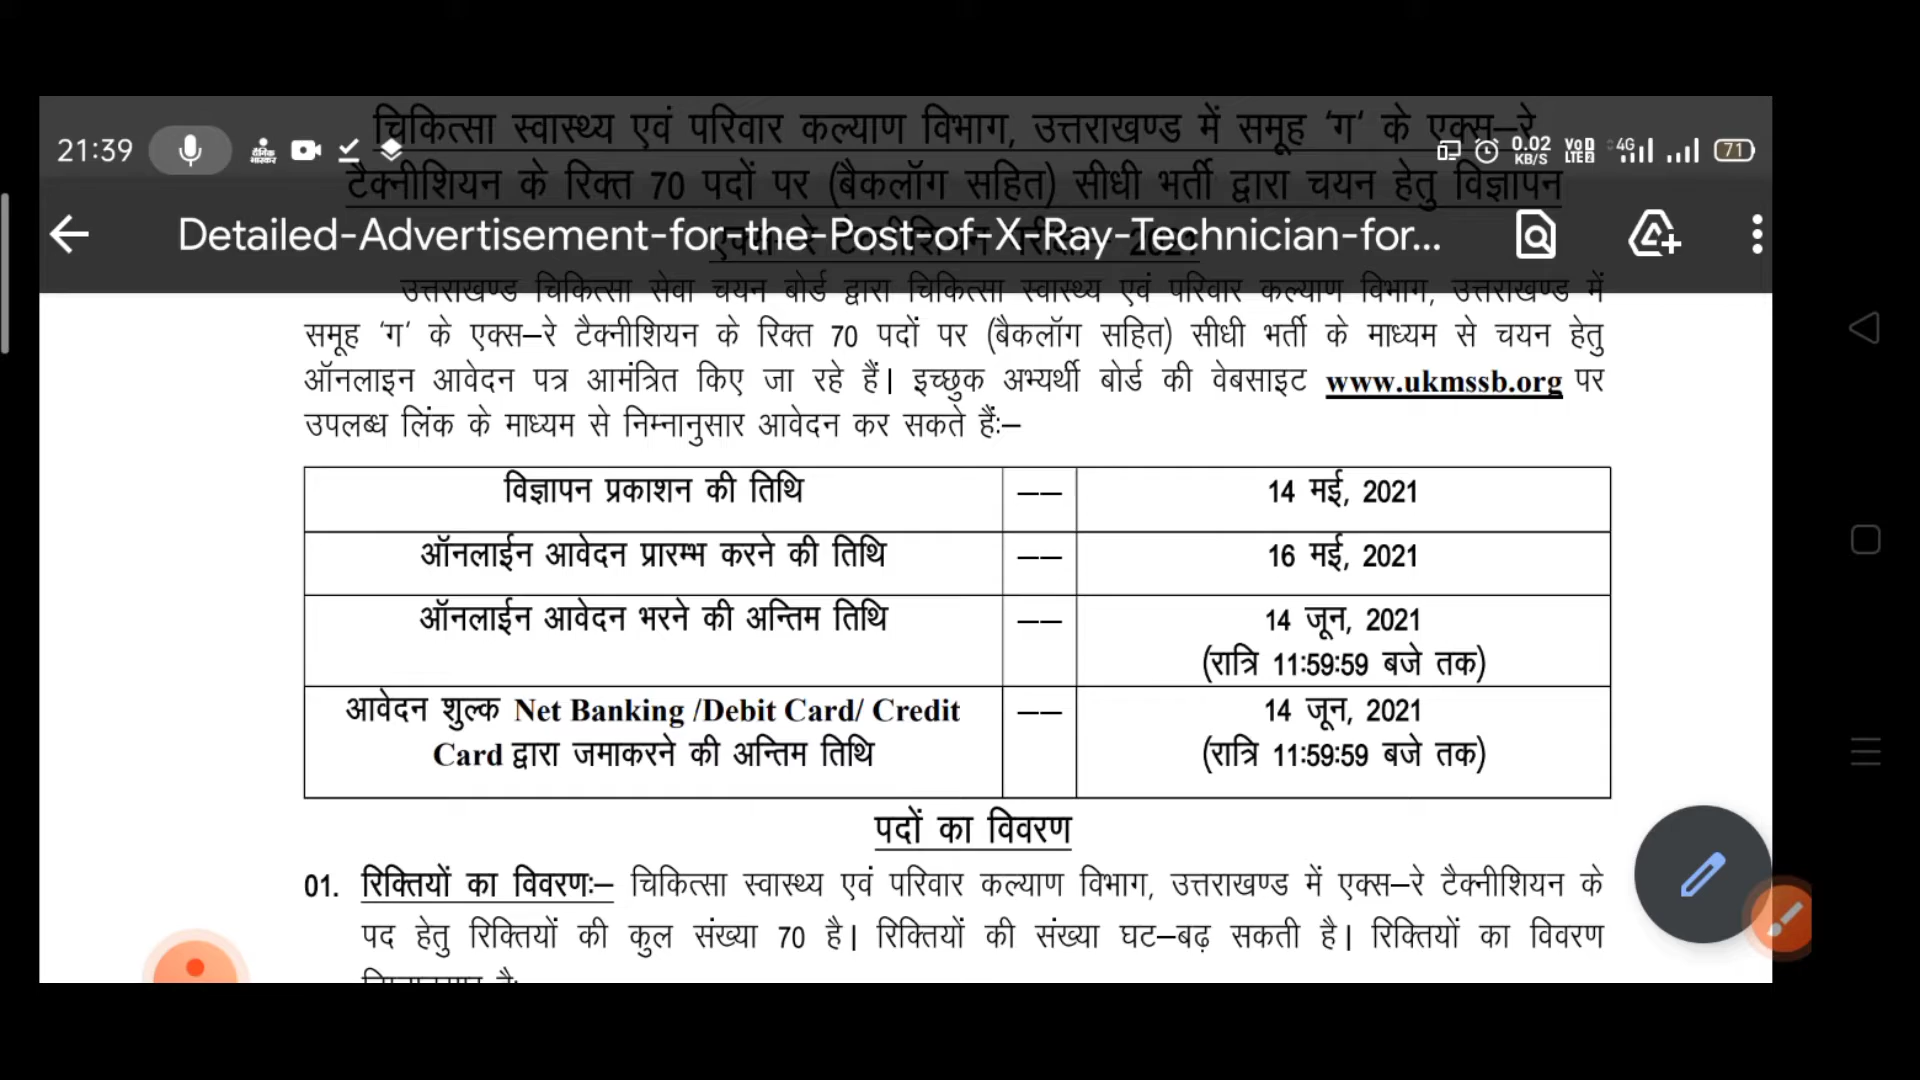 चिकित्सा स्वास्थ्य एवं परिवार कल्याण विभाग, उत्तराखण्ड में समूह 'ग' के एक्स–रे
21:39
0.02 KB/S VoD LTE2 4G 71
टैक्नीशियन के रिक्त 70 पदों पर (बैकलॉग सहित) सीधी भर्ती द्वारा चयन हेतु विज्ञापन
Detailed-Advertisement-for-the-Post-of-X-Ray-Technician-for...
उत्तराखण्ड चिकित्सा सेवा चयन बोर्ड द्वारा चिकित्सा स्वास्थ्य एवं परिवार कल्याण विभाग, उत्तराखण्ड में
समूह 'ग' के एक्स–रे टैक्नीशियन के रिक्त 70 पदों पर (बैकलॉग सहित) सीधी भर्ती के माध्यम से चयन हेतु
ऑनलाइन आवेदन पत्र आमंत्रित किए जा रहे हैं। इच्छुक अभ्यर्थी बोर्ड की वेबसाइट www.ukmssb.org पर
उपलब्ध लिंक के माध्यम से निम्नानुसार आवेदन कर सकते हैंः–
विज्ञापन प्रकाशन की तिथि –– 14 मई, 2021
ऑनलाईन आवेदन प्रारम्भ करने की तिथि –– 16 मई, 2021
ऑनलाईन आवेदन भरने की अन्तिम तिथि –– 14 जून, 2021
(रात्रि 11:59:59 बजे तक)
आवेदन शुल्क Net Banking /Debit Card/ Credit –– 14 जून, 2021
Card द्वारा जमाकरने की अन्तिम तिथि (रात्रि 11:59:59 बजे तक)
पदों का विवरण
01. रिक्तियों का विवरणः– चिकित्सा स्वास्थ्य एवं परिवार कल्याण विभाग, उत्तराखण्ड में एक्स–रे टैक्नीशियन के
पद हेतु रिक्तियों की कुल संख्या 70 है। रिक्तियों की संख्या घट–बढ़ सकती है। रिक्तियों का विवरण